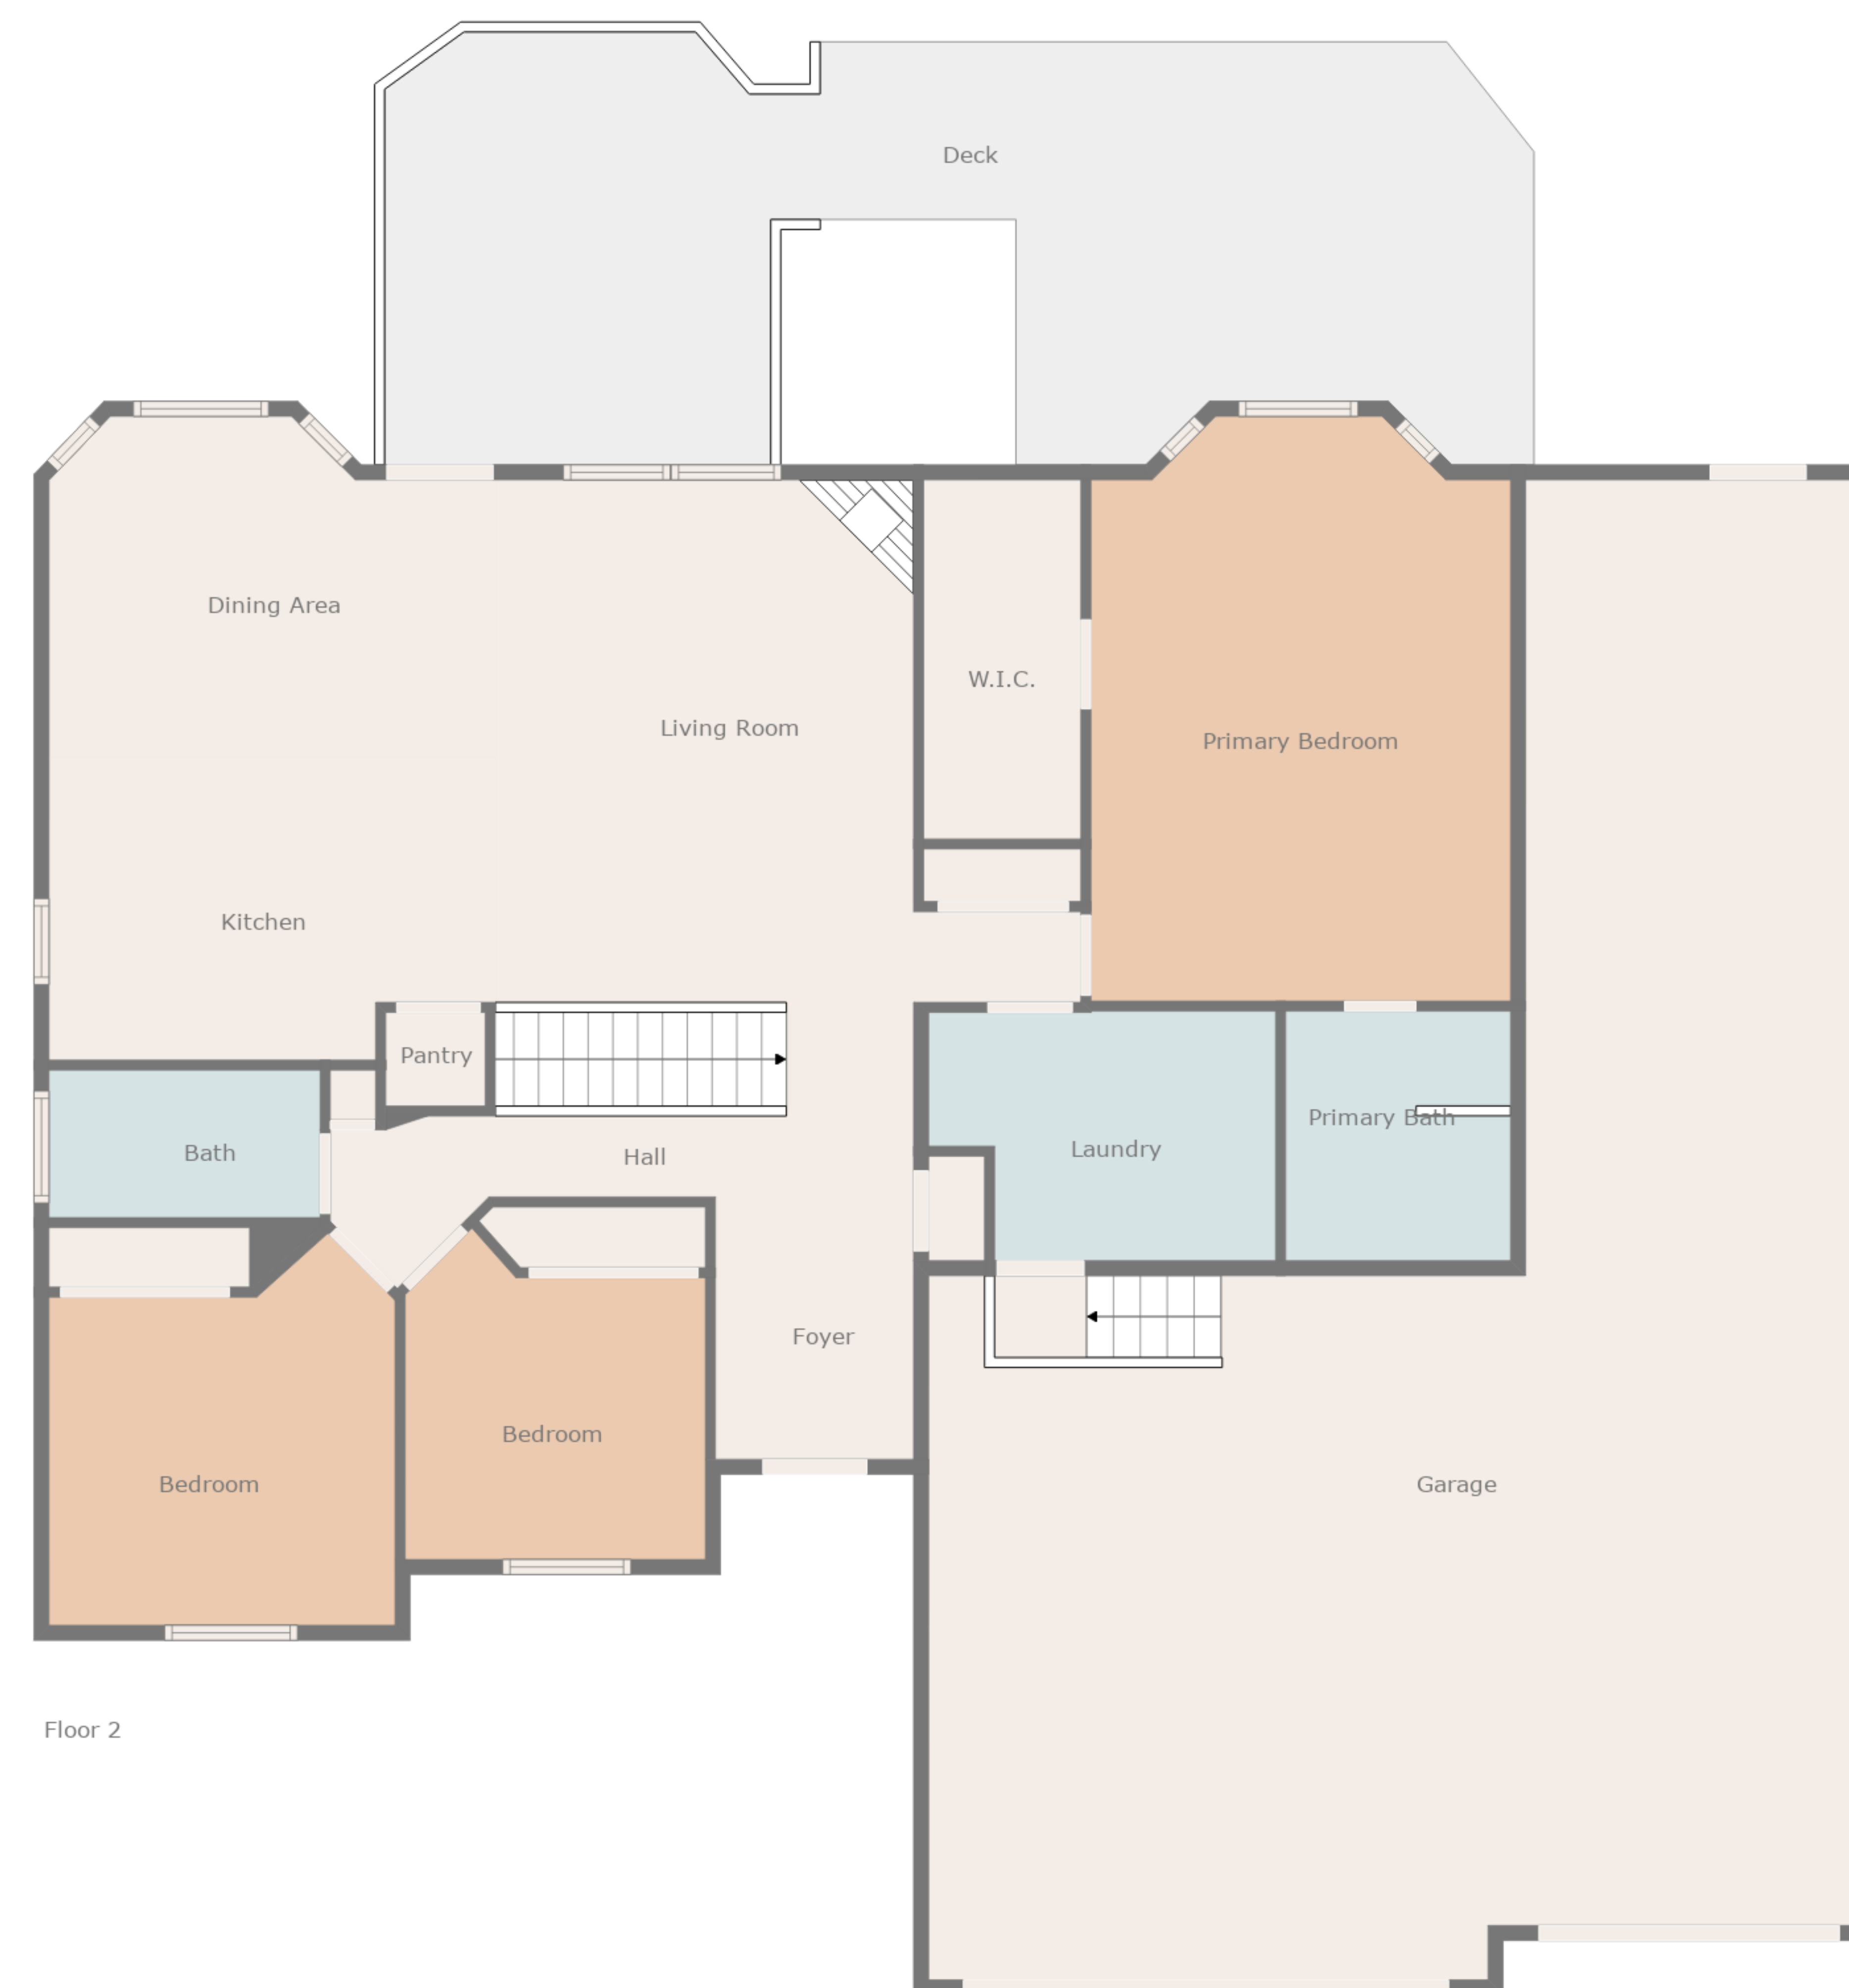 Deck
Dining Area
W.I.C.
Living Room
Primary Bedroom
Kitchen
Pantry
Primary Bath
Bath
Hall
Laundry
Foyer
Bedroom
Bedroom
Garage
Floor 2